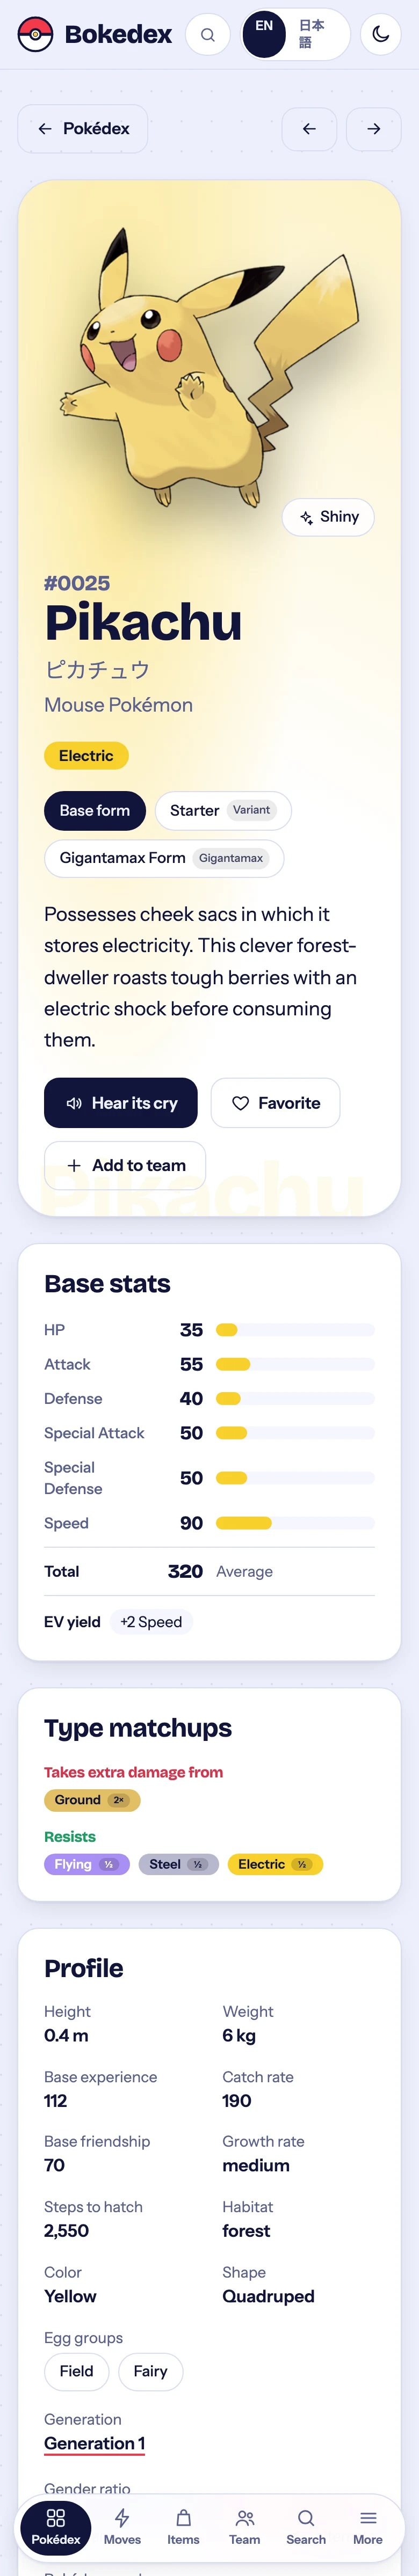 Bokedex
EN
日本
語
Pokédex
Shiny
#0025
Pikachu
ピカチュウ
Mouse Pokémon
Electric
Base form
Starter Variant
Gigantamax Form Gigantamax
Possesses cheek sacs in which it
stores electricity. This clever forest-
dweller roasts tough berries with an
electric shock before consuming
them.
Hear its cry
Favorite
Add to team
Pikachu
Base stats
HP 35
Attack 55
Defense 40
Special Attack 50
Special
Defense 50
Speed 90
Total 320 Average
EV yield +2 Speed
Type matchups
Takes extra damage from
Ground 2×
Resists
Flying ½ Steel ½ Electric ½
Profile
Height Weight
0.4 m 6 kg
Base experience Catch rate
112 190
Base friendship Growth rate
70 medium
Steps to hatch Habitat
2,550 forest
Color Shape
Yellow Quadruped
Egg groups
Field Fairy
Generation
Generation 1
Gender ratio
Pokédex Moves Items Team Search More